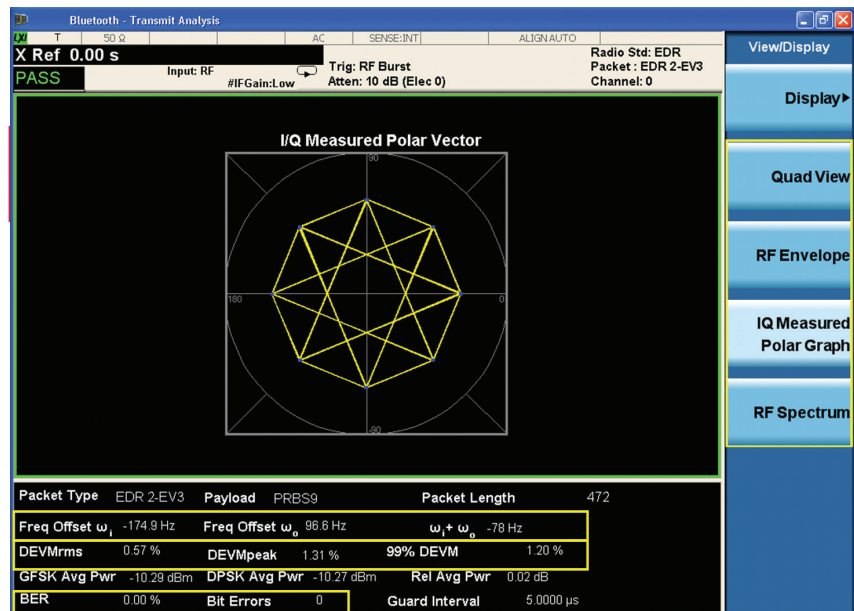 Bluetooth - Transmit Analysis
LXI T 50 Ω AC SENSE:INT ALIGN AUTO
X Ref 0.00 s
PASS
Input: RF
#IFGain:Low
Trig: RF Burst
Atten: 10 dB (Elec 0)
Radio Std: EDR
Packet : EDR 2-EV3
Channel: 0
View/Display
Display
Quad View
RF Envelope
IQ Measured
Polar Graph
RF Spectrum
I/Q Measured Polar Vector
90
180 0
-90
Packet Type EDR 2-EV3 Payload PRBS9 Packet Length 472
Freq Offset ωi -174.9 Hz Freq Offset ωo 96.6 Hz ωi+ ωo -78 Hz
DEVMrms 0.57 % DEVMpeak 1.31 % 99% DEVM 1.20 %
GFSK Avg Pwr -10.29 dBm DPSK Avg Pwr -10.27 dBm Rel Avg Pwr 0.02 dB
BER 0.00 % Bit Errors 0 Guard Interval 5.0000 µs